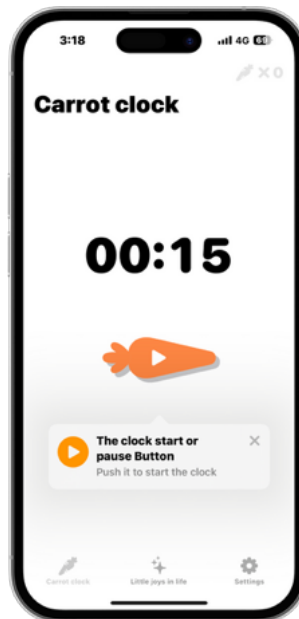 3:18 4G 69
× 0
Carrot clock
00:15
The clock start or
pause Button
Push it to start the clock
Carrot clock Little joys in life Settings